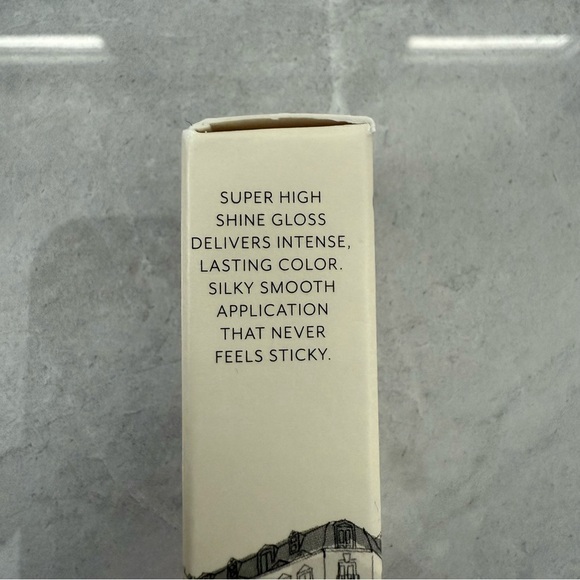 SUPER HIGH
SHINE GLOSS
DELIVERS INTENSE,
LASTING COLOR.
SILKY SMOOTH
APPLICATION
THAT NEVER
FEELS STICKY.